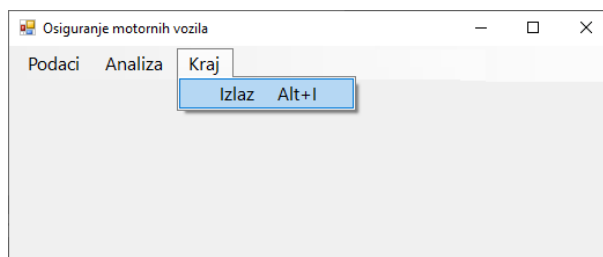 Osiguranje motornih vozila
Podaci Analiza Kraj
Izlaz Alt+I